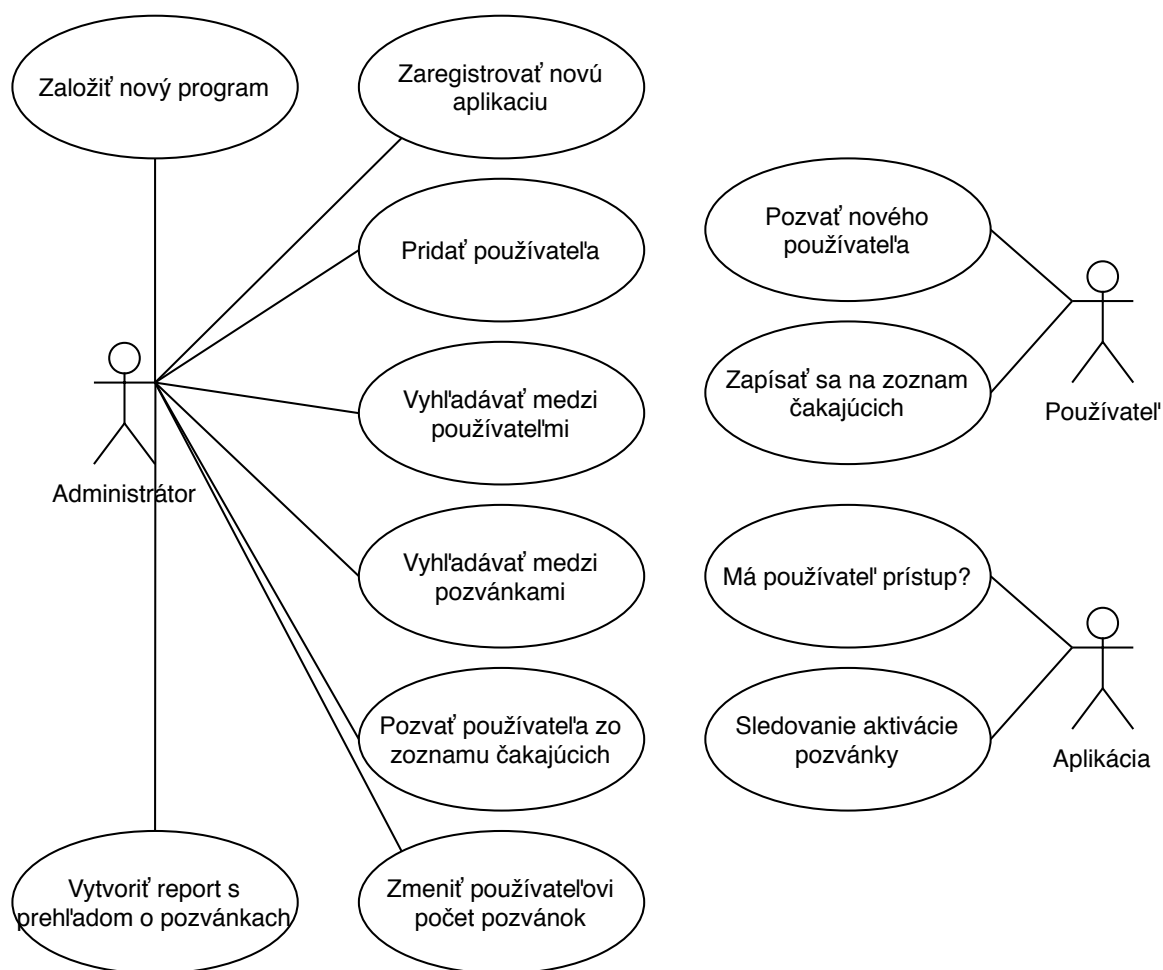 Založiť nový program
Zaregistrovať novú
aplikaciu
Pridať používateľa
Pozvať nového
používateľa
Vyhľadávať medzi
používateľmi
Zapísať sa na zoznam
čakajúcich
Používateľ
Administrátor
Vyhľadávať medzi
pozvánkami
Má používateľ prístup?
Pozvať používateľa zo
zoznamu čakajúcich
Sledovanie aktivácie
pozvánky
Aplikácia
Vytvoriť report s
prehľadom o pozvánkach
Zmeniť používateľovi
počet pozvánok